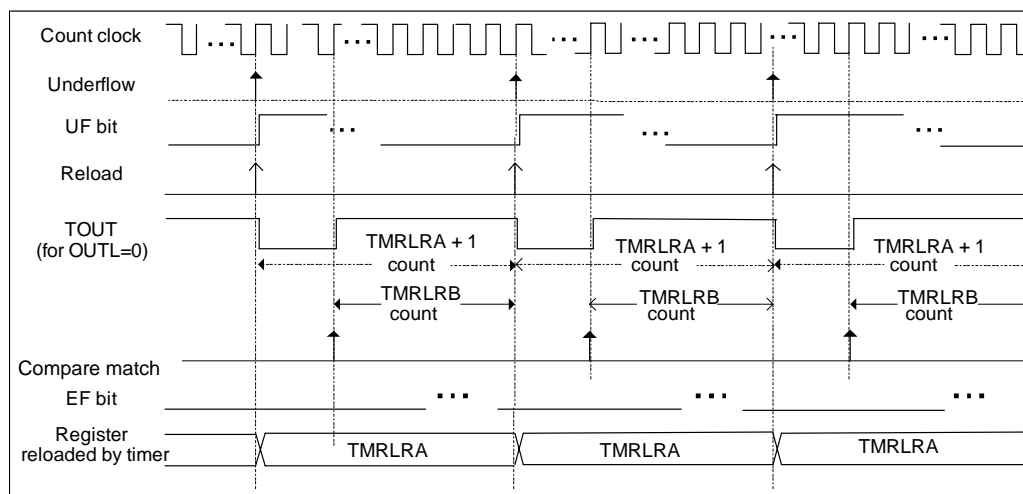 Count clock
Underflow
UF bit
Reload
TOUT
(for OUTL=0)
TMRLRA + 1
count
TMRLRA + 1
count
TMRLRA + 1
count
TMRLRB
count
TMRLRB
count
TMRLRB
count
Compare match
EF bit
Register
reloaded by timer
TMRLRA
TMRLRA
TMRLRA